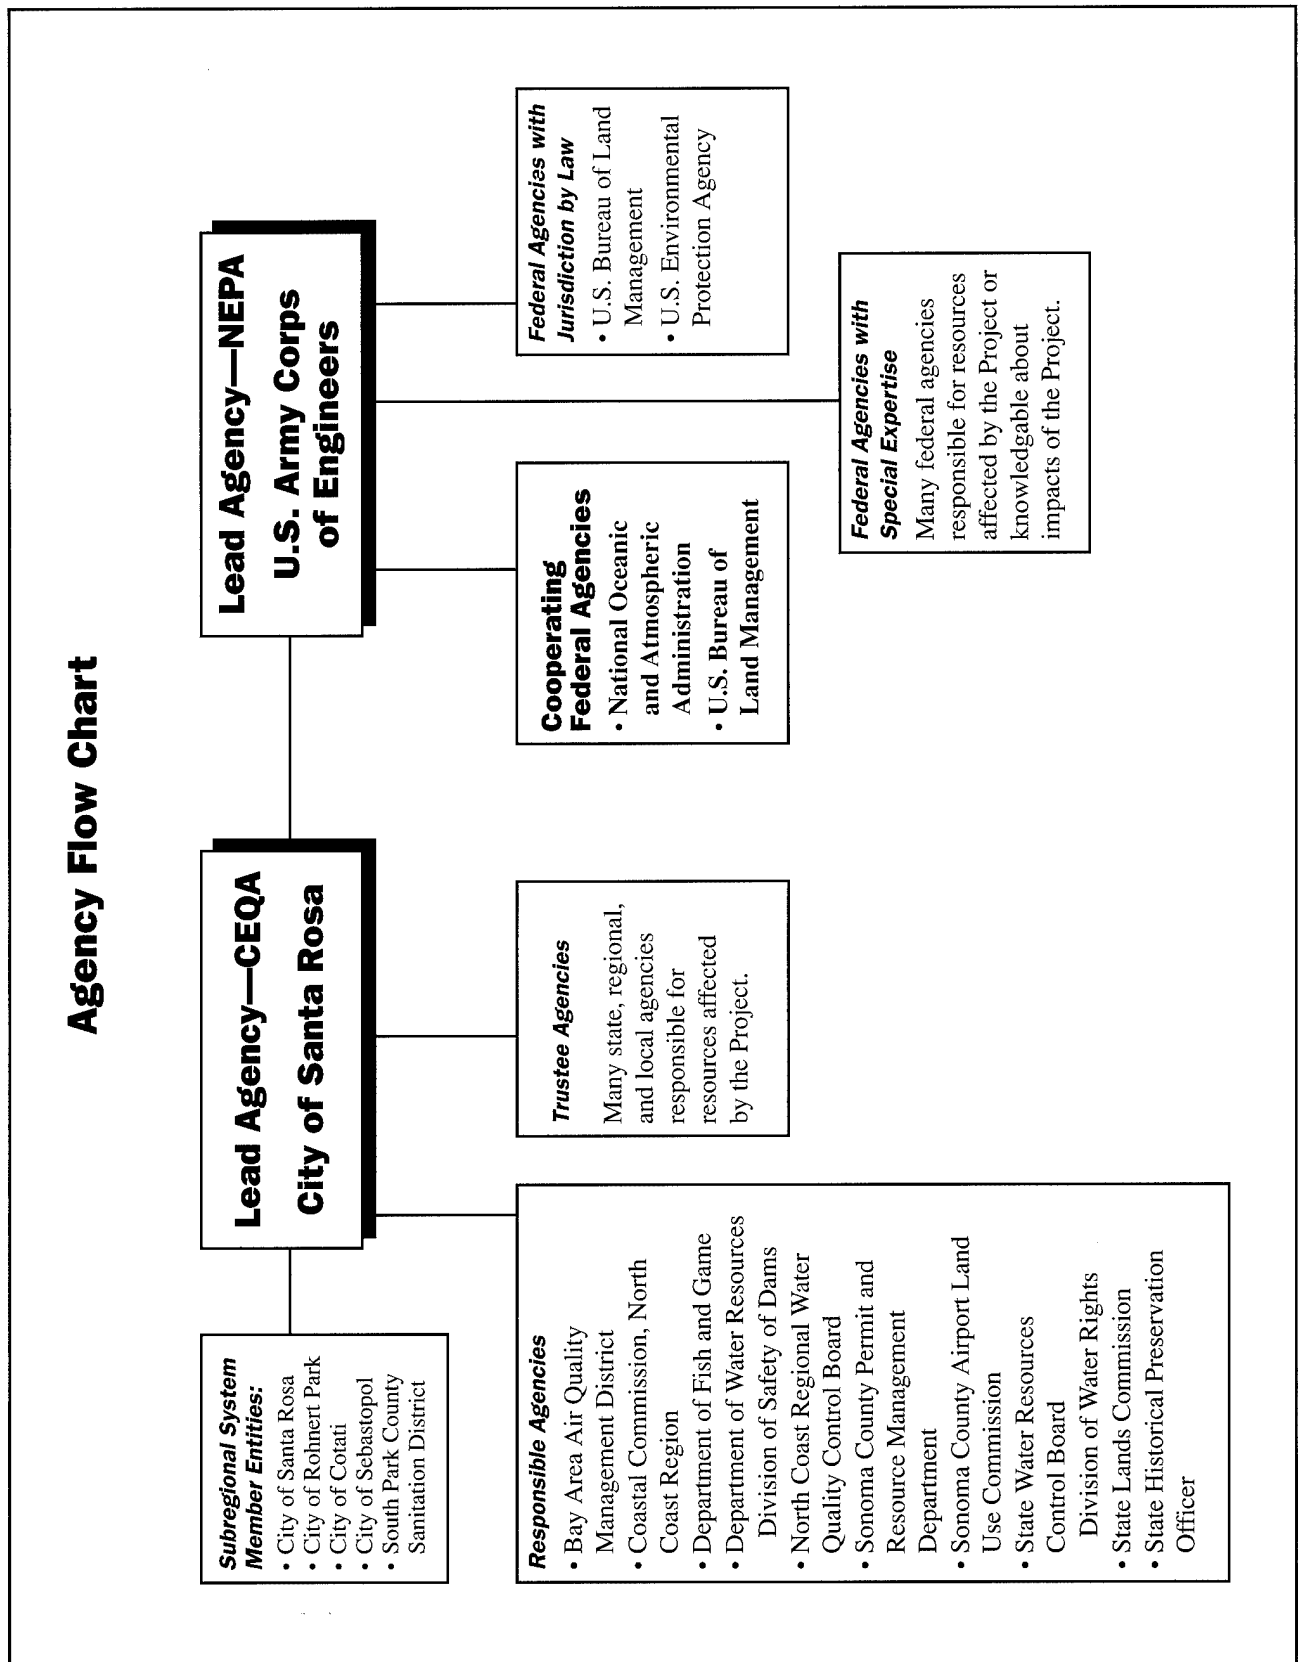 Agency Flow Chart
Subregional System
Member Entities:
• City of Santa Rosa
• City of Rohnert Park
• City of Cotati
• City of Sebastopol
• South Park County
Sanitation District
Lead Agency—CEQA
City of Santa Rosa
Lead Agency—NEPA
U.S. Army Corps
of Engineers
Responsible Agencies
• Bay Area Air Quality
Management District
• Coastal Commission, North
Coast Region
• Department of Fish and Game
• Department of Water Resources
Division of Safety of Dams
• North Coast Regional Water
Quality Control Board
• Sonoma County Permit and
Resource Management
Department
• Sonoma County Airport Land
Use Commission
• State Water Resources
Control Board
Division of Water Rights
• State Lands Commission
• State Historical Preservation
Officer
Trustee Agencies
Many state, regional,
and local agencies
responsible for
resources affected
by the Project.
Cooperating
Federal Agencies
• National Oceanic
and Atmospheric
Administration
• U.S. Bureau of
Land Management
Federal Agencies with
Jurisdiction by Law
• U.S. Bureau of Land
Management
• U.S. Environmental
Protection Agency
Federal Agencies with
Special Expertise
Many federal agencies
responsible for resources
affected by the Project or
knowledgable about
impacts of the Project.